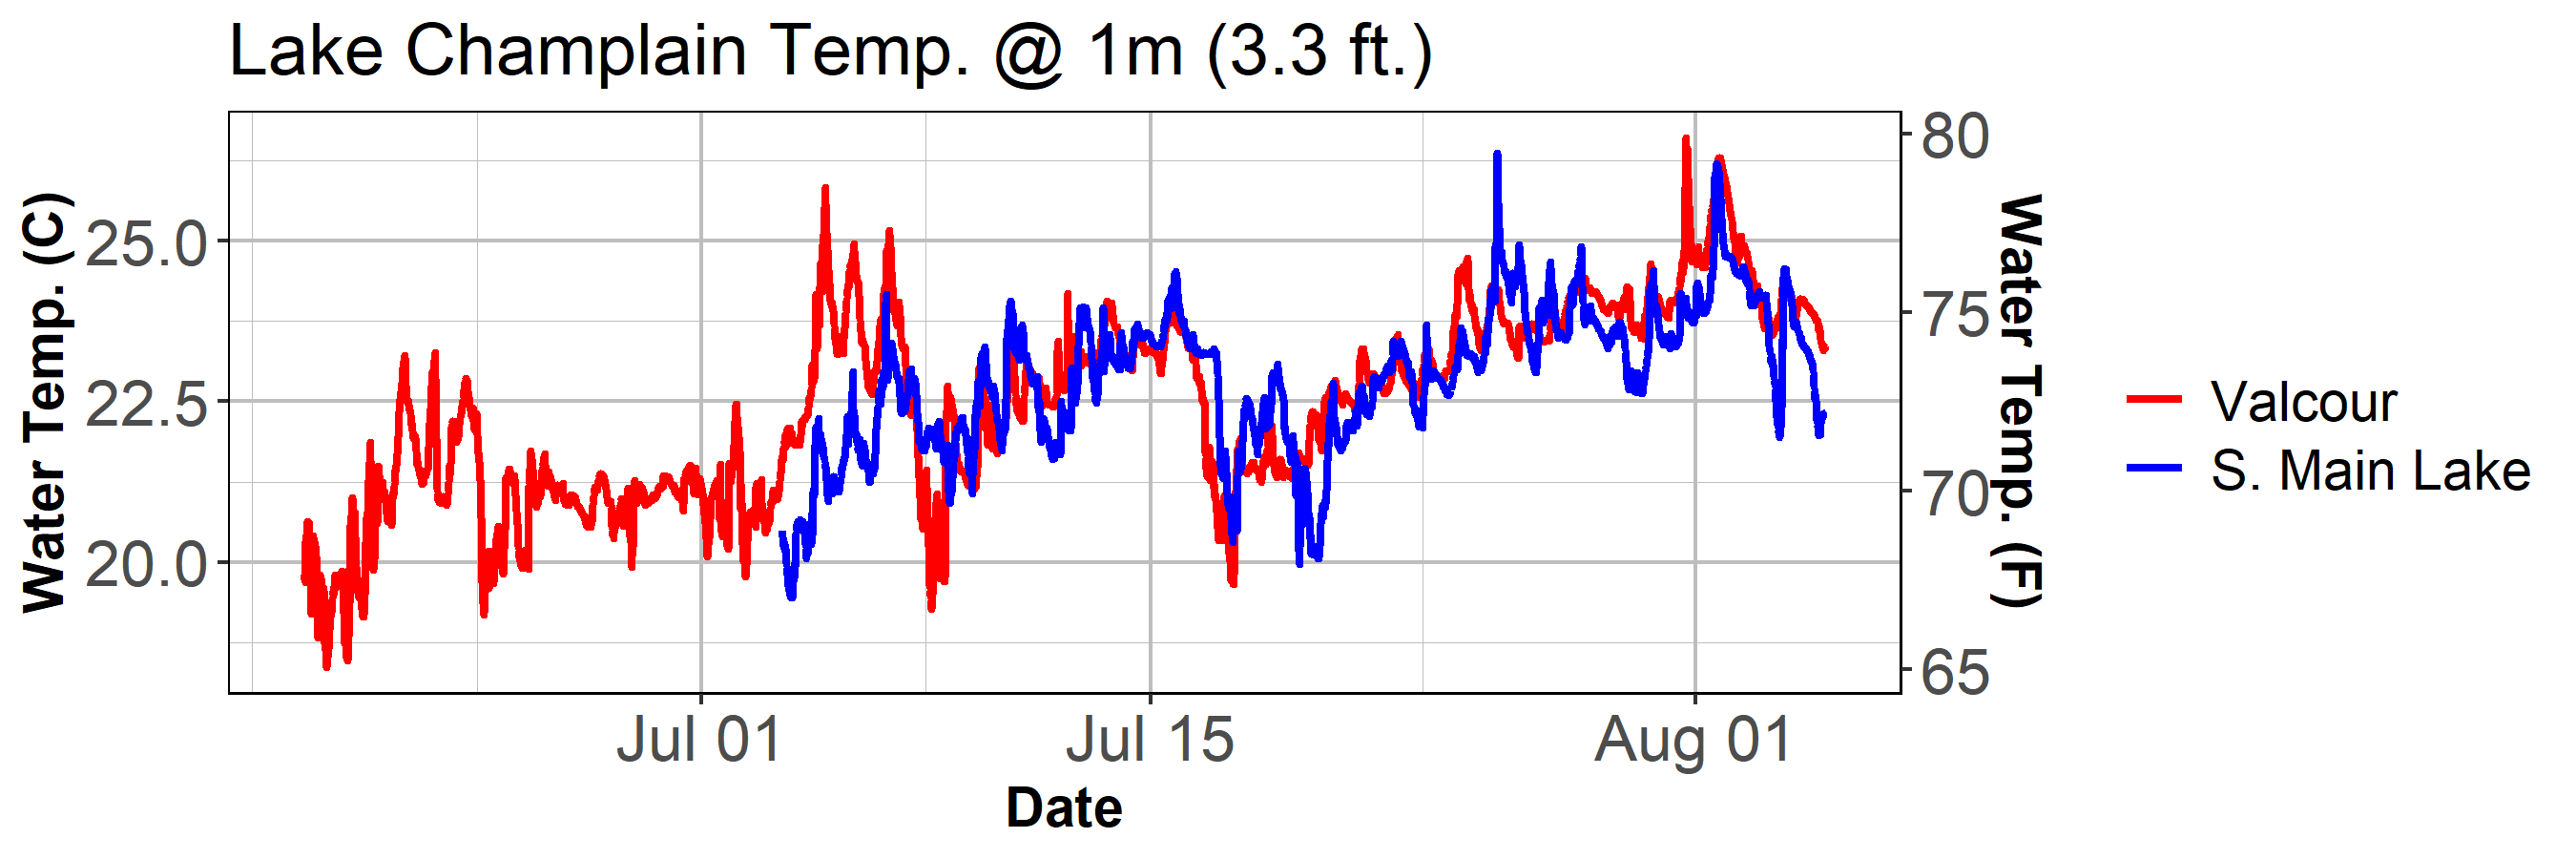 Lake Champlain Temp. @ 1m (3.3 ft.)
Water Temp. (C)
25.0
22.5
20.0
80
75
70
65
Water Temp. (F)
Jul 01
Jul 15
Aug 01
Date
Valcour
S. Main Lake